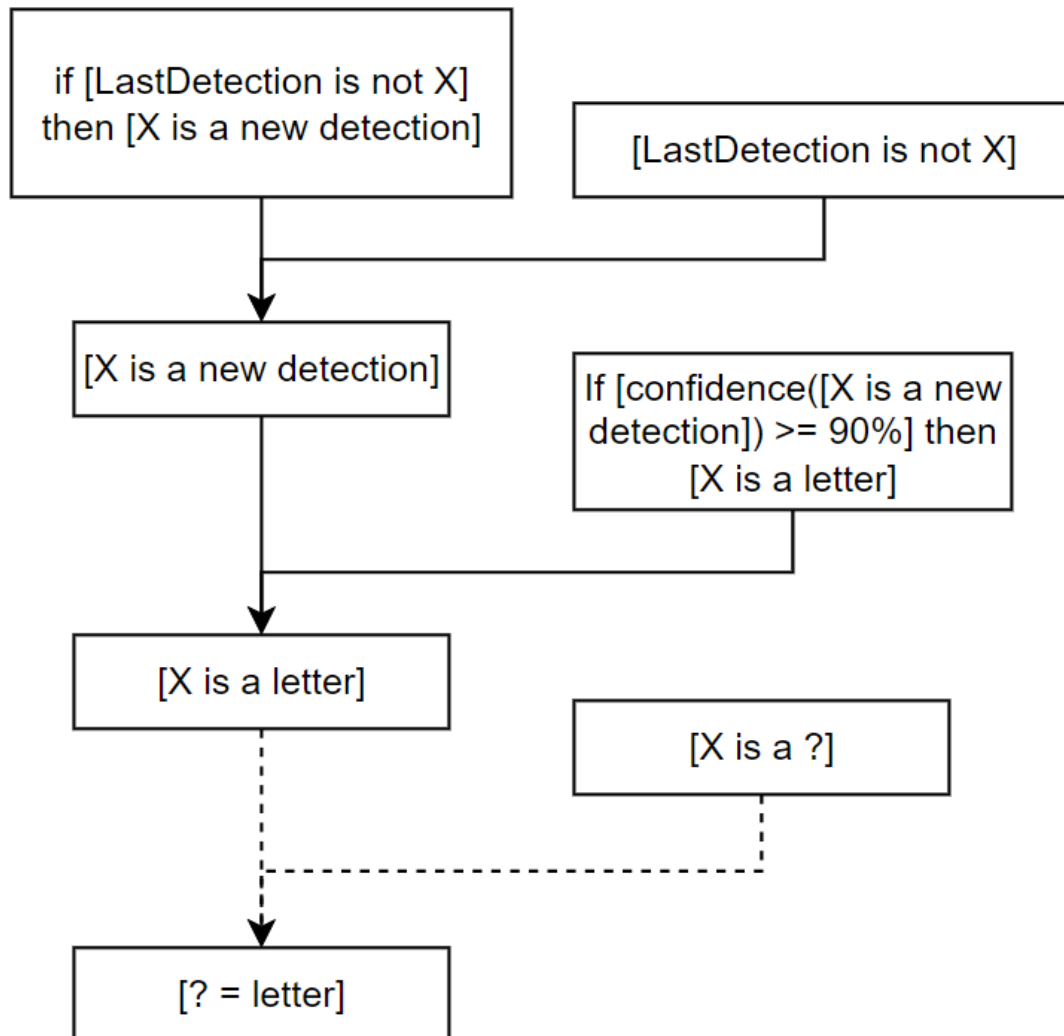 if [LastDetection is not X]
then [X is a new detection]
[LastDetection is not X]
[X is a new detection]
If [confidence([X is a new
detection]) >= 90%] then
[X is a letter]
[X is a letter]
[X is a ?]
[? = letter]